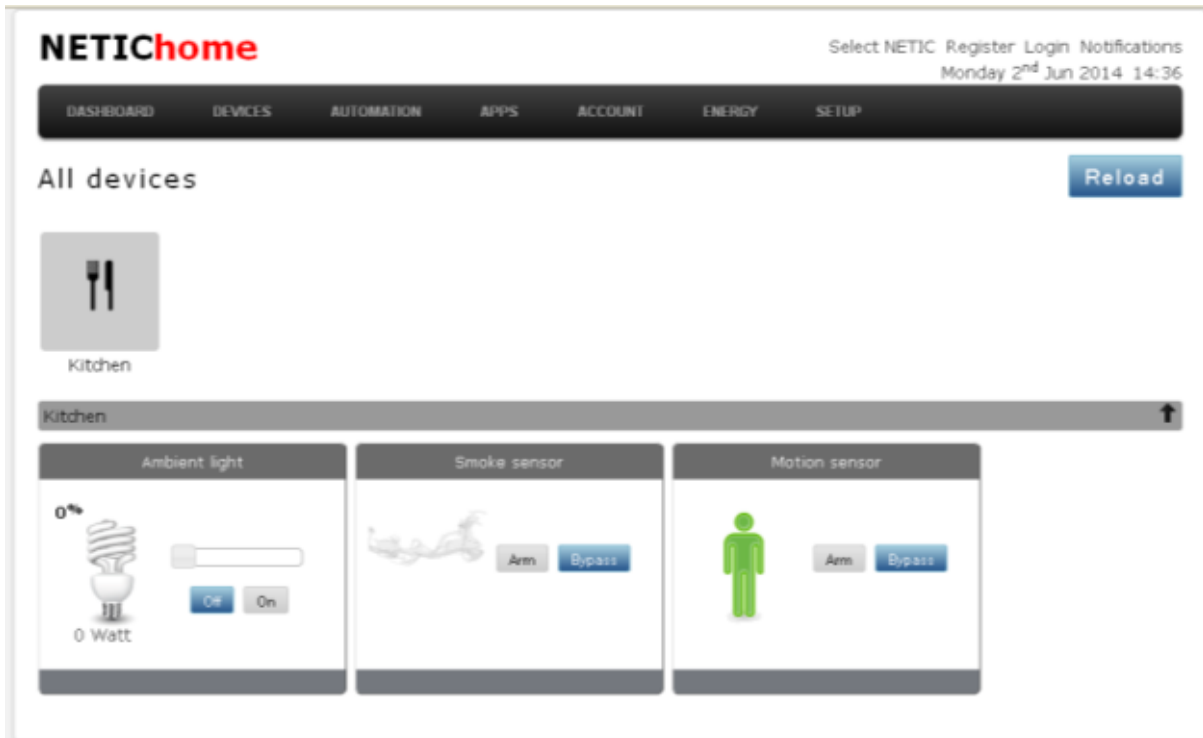 NETIChome
Select NETIC Register Login Notifications
Monday 2nd Jun 2014 14:36
DASHBOARD DEVICES AUTOMATION APPS ACCOUNT ENERGY SETUP
All devices
Reload
Kitchen
Kitchen
Ambient light
0%
Off On
0 Watt
Smoke sensor
Arm Bypass
Motion sensor
Arm Bypass